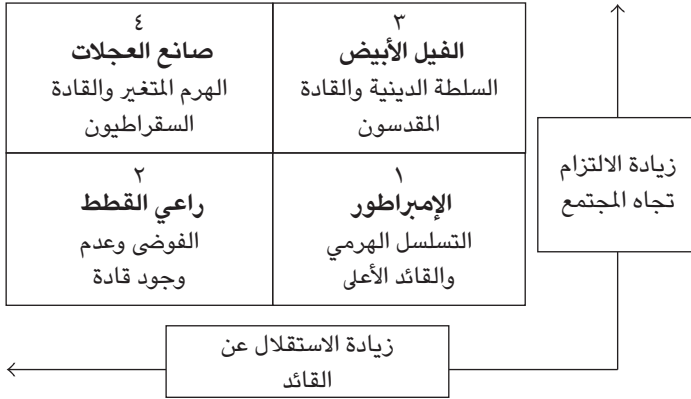 ٣
الفيل الأبيض
السلطة الدينية والقادة
المقدسون
٤
صانع العجلات
الهرم المتغير والقادة
السقراطيون
١
الإمبراطور
التسلسل الهرمي
والقائد الأعلى
٢
راعي القطط
الفوضى وعدم
وجود قادة
زيادة الالتزام
تجاه المجتمع
زيادة الاستقلال عن
القائد